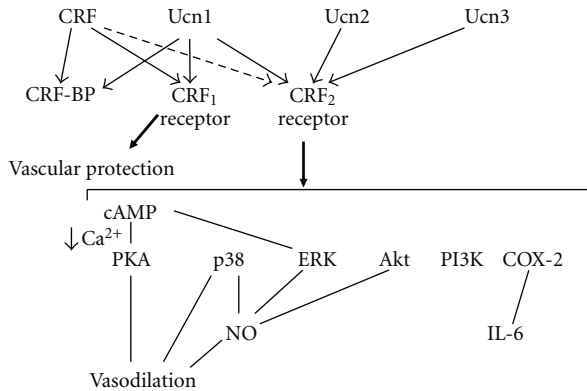 CRF Ucn1 Ucn2 Ucn3
CRF-BP CRF₁ CRF₂
receptor receptor
Vascular protection
cAMP
↓ Ca²⁺
PKA p38 ERK Akt PI3K COX-2
NO IL-6
Vasodilation